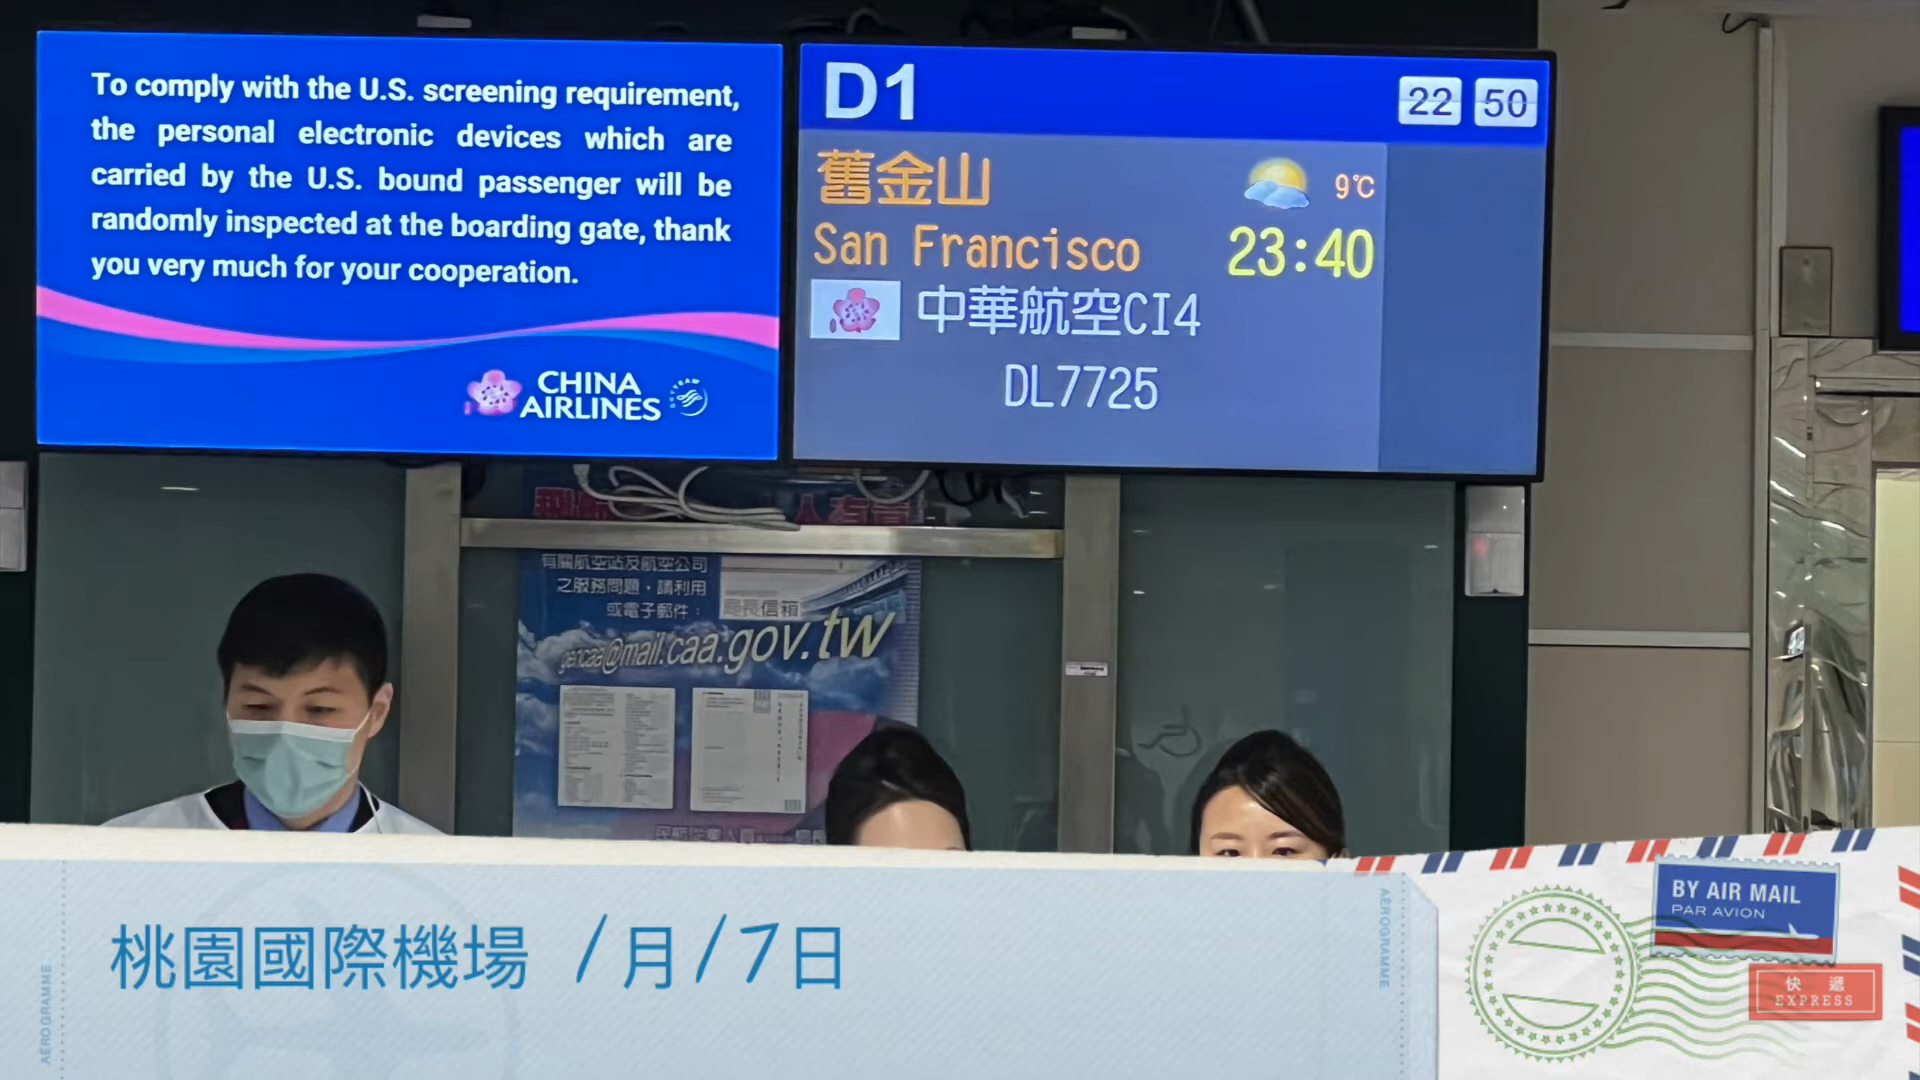 To comply with the U.S. screening requirement,
the personal electronic devices which are
carried by the U.S. bound passenger will be
randomly inspected at the boarding gate, thank
you very much for your cooperation.
CHINA
AIRLINES
D1
22 50
舊金山
9℃
San Francisco
23:40
中華航空CI4
DL7725
有關航空站及航空公司
之服務問題，請利用
或電子郵件：
局長信箱
@mail.caa.gov.tw
桃園國際機場 1月17日
AÉROGRAMME
AÉROGRAMME
BY AIR MAIL
PAR AVION
快遞
EXPRESS